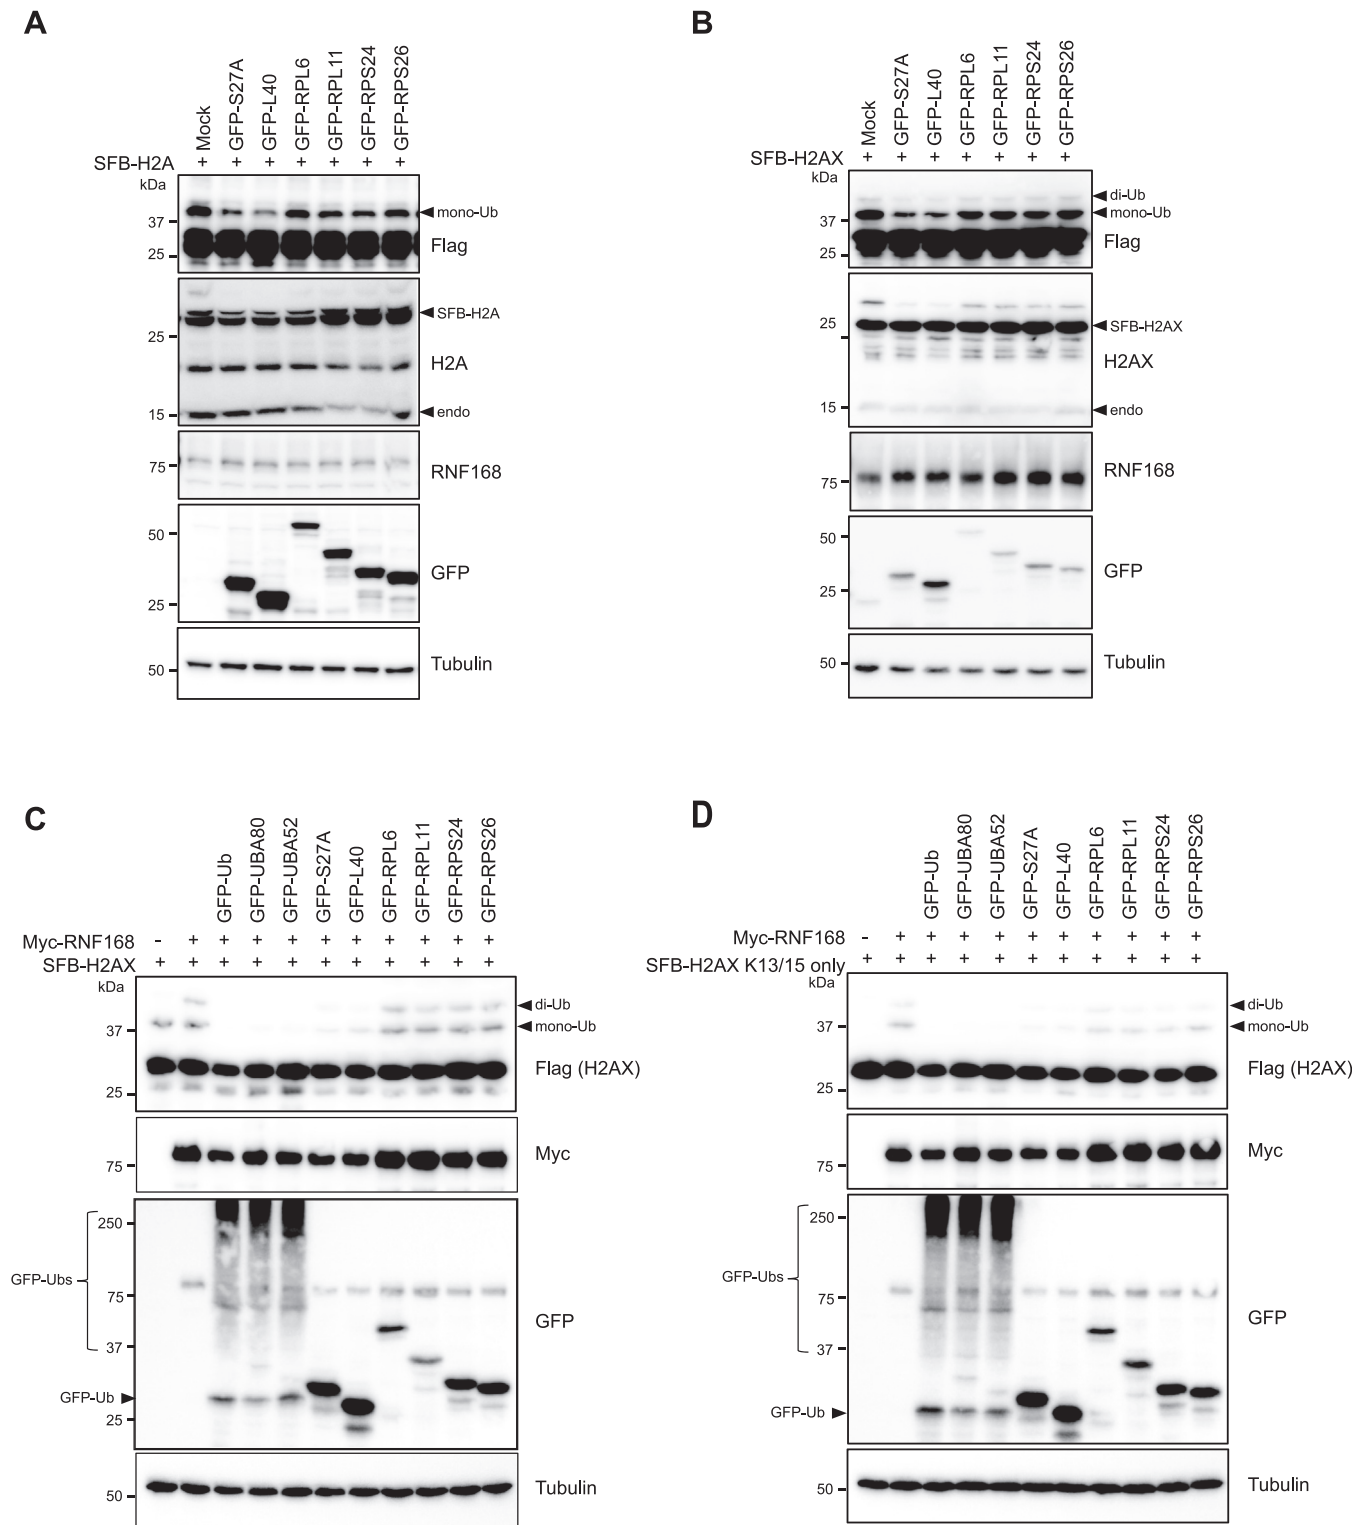 A
Mock
GFP-S27A
GFP-L40
GFP-RPL6
GFP-RPL11
GFP-RPS24
GFP-RPS26
SFB-H2A + + + + + + +
kDa
mono-Ub
37
Flag
25
SFB-H2A
25
H2A
15
endo
75
RNF168
50
GFP
25
50
Tubulin
B
Mock
GFP-S27A
GFP-L40
GFP-RPL6
GFP-RPL11
GFP-RPS24
GFP-RPS26
SFB-H2AX + + + + + + +
kDa
di-Ub
mono-Ub
37
Flag
25
25
SFB-H2AX
H2AX
15
endo
RNF168
75
50
GFP
25
50
Tubulin
C
GFP-Ub
GFP-UBA80
GFP-UBA52
GFP-S27A
GFP-L40
GFP-RPL6
GFP-RPL11
GFP-RPS24
GFP-RPS26
Myc-RNF168 - + + + + + + + + + +
SFB-H2AX + + + + + + + + + + +
kDa
di-Ub
37
mono-Ub
Flag (H2AX)
25
Myc
75
250
GFP-Ubs
75
GFP
37
GFP-Ub
25
Tubulin
50
D
GFP-Ub
GFP-UBA80
GFP-UBA52
GFP-S27A
GFP-L40
GFP-RPL6
GFP-RPL11
GFP-RPS24
GFP-RPS26
Myc-RNF168 - + + + + + + + + + +
SFB-H2AX K13/15 only + + + + + + + + + + +
kDa
di-Ub
37
mono-Ub
Flag (H2AX)
25
Myc
75
250
GFP-Ubs
75
GFP
37
GFP-Ub
25
Tubulin
50